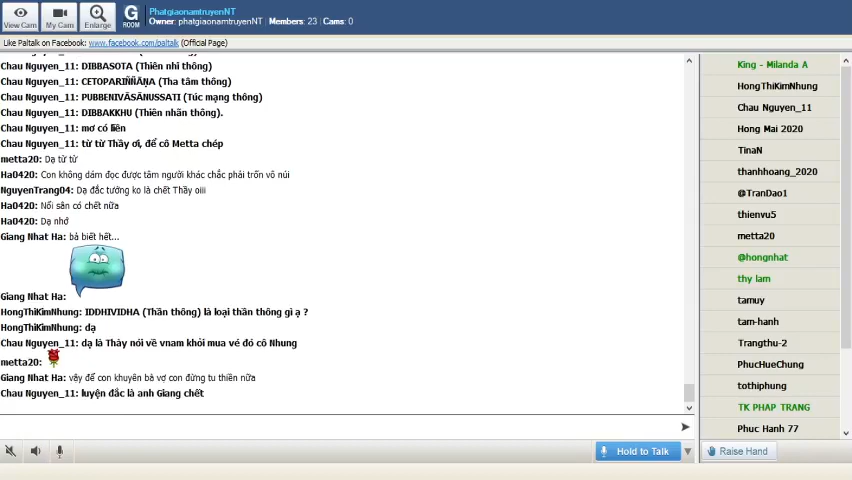 View Cam
My Cam
Enlarge
G
ROOM
PhatgiaonamtruyenNT
Owner: phatgiaonamtruyenNT | Members: 23 | Cams: 0
Like Paltalk on Facebook: www.facebook.com/paltalk (Official Page)
Chau Nguyen_11: DIBBASOTA (Thiên nhĩ thông)
Chau Nguyen_11: CETOPARIÑÑĀṆA (Tha tâm thông)
Chau Nguyen_11: PUBBENIVĀSĀNUSSATI (Túc mạng thông)
Chau Nguyen_11: DIBBAKKHU (Thiên nhãn thông).
Chau Nguyen_11: mơ có liền
Chau Nguyen_11: từ từ Thầy ơi, để cô Metta chép
metta20: Dạ từ từ
Ha0420: Con không dám đọc được tâm người khác chắc phải trốn vô núi
NguyenTrang04: Dạ đắc tướng ko là chết Thầy oiii
Ha0420: Nổi sân có chết nữa
Ha0420: Dạ nhớ
Giang Nhat Ha: bả biết hết...
Giang Nhat Ha:
HongThiKimNhung: IDDHIVIDHA (Thần thông) là loại thần thông gì ạ ?
HongThiKimNhung: dạ
Chau Nguyen_11: dạ là Thầy nói về vnam khỏi mua vé đó cô Nhung
metta20:
Giang Nhat Ha: vậy để con khuyên bà vợ con đừng tu thiền nữa
Chau Nguyen_11: luyện đắc là anh Giang chết
Hold to Talk
King - Milanda A
HongThiKimNhung
Chau Nguyen_11
Hong Mai 2020
TinaN
thanhhoang_2020
@TranDao1
thienvu5
metta20
@hongnhat
thy lam
tamuy
tam-hanh
Trangthu-2
PhucHueChung
tothiphung
TK PHAP TRANG
Phuc Hanh 77
Raise Hand